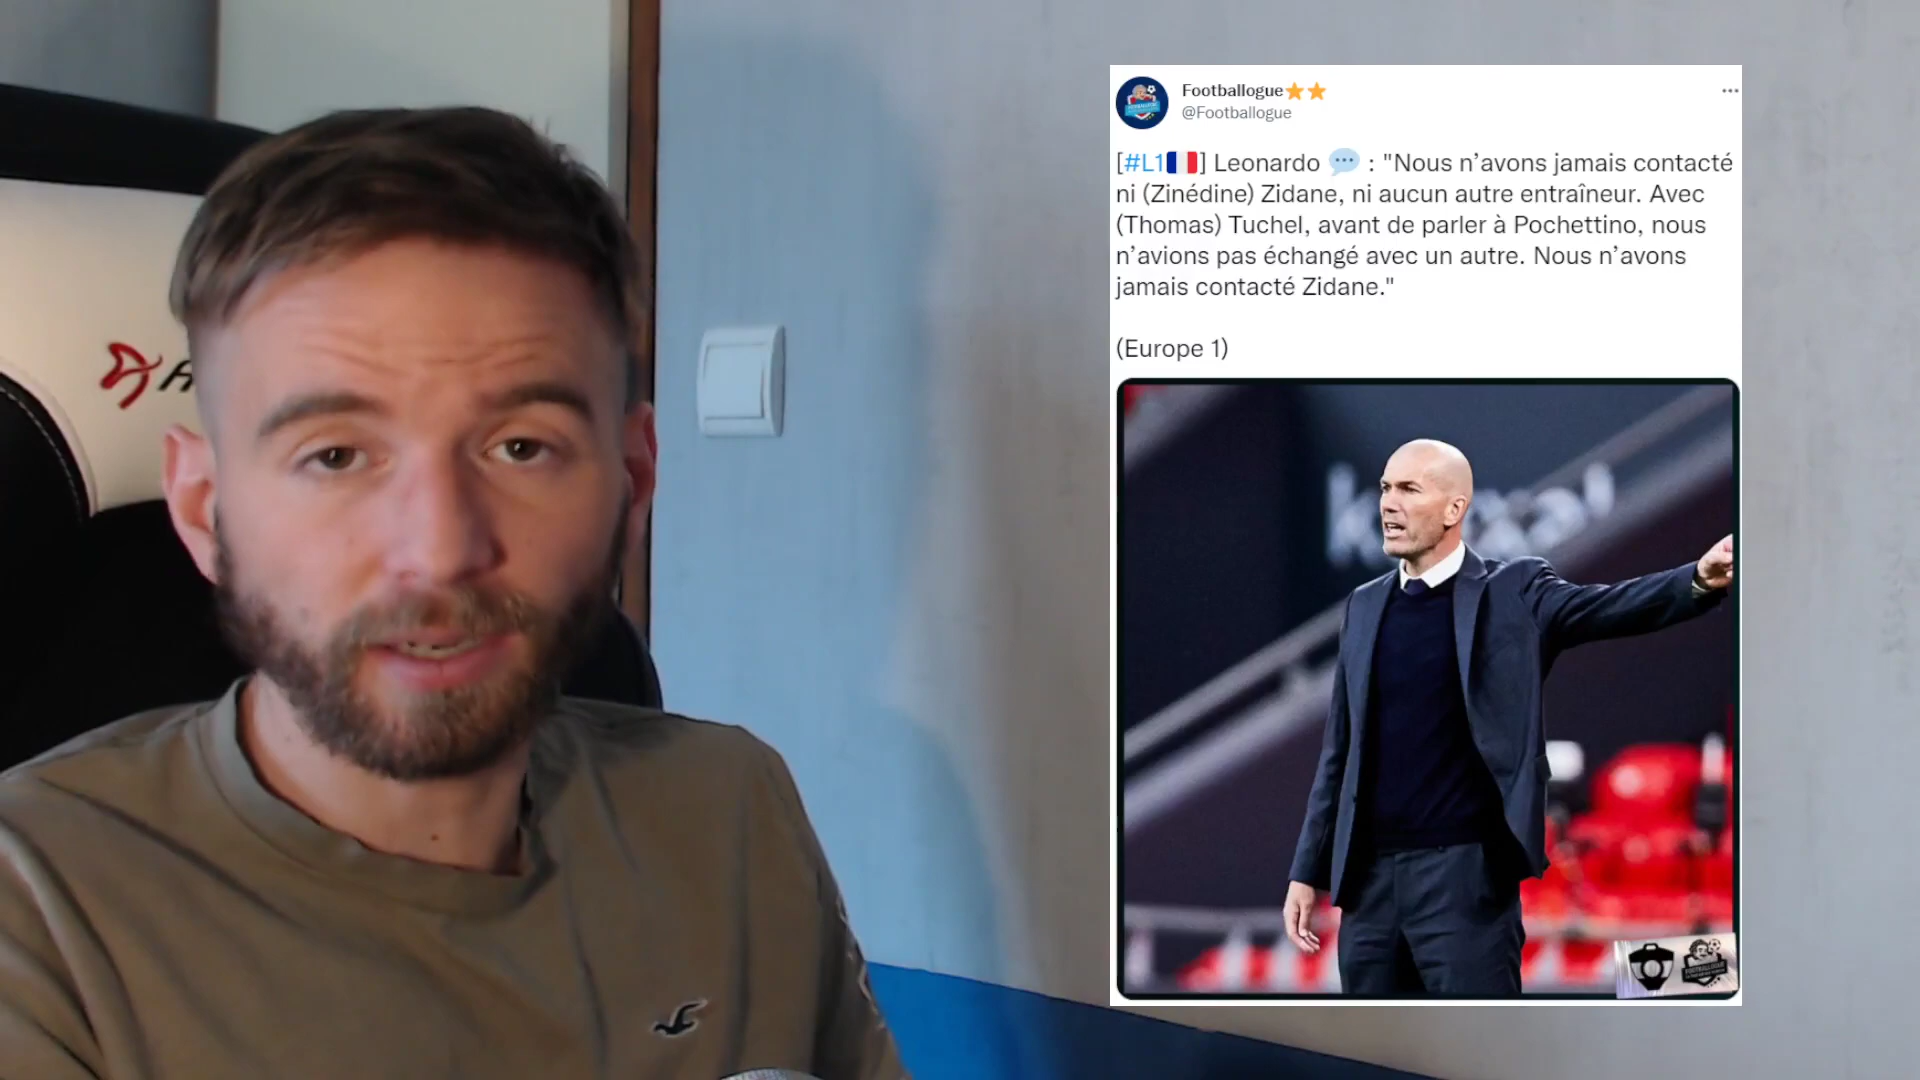 Footballogue⭐⭐
@Footballogue
[#L1🇫🇷] Leonardo 💬 : "Nous n’avons jamais contacté
ni (Zinédine) Zidane, ni aucun autre entraîneur. Avec
(Thomas) Tuchel, avant de parler à Pochettino, nous
n’avions pas échangé avec un autre. Nous n’avons
jamais contacté Zidane."
(Europe 1)
FOOTBALLOGUE